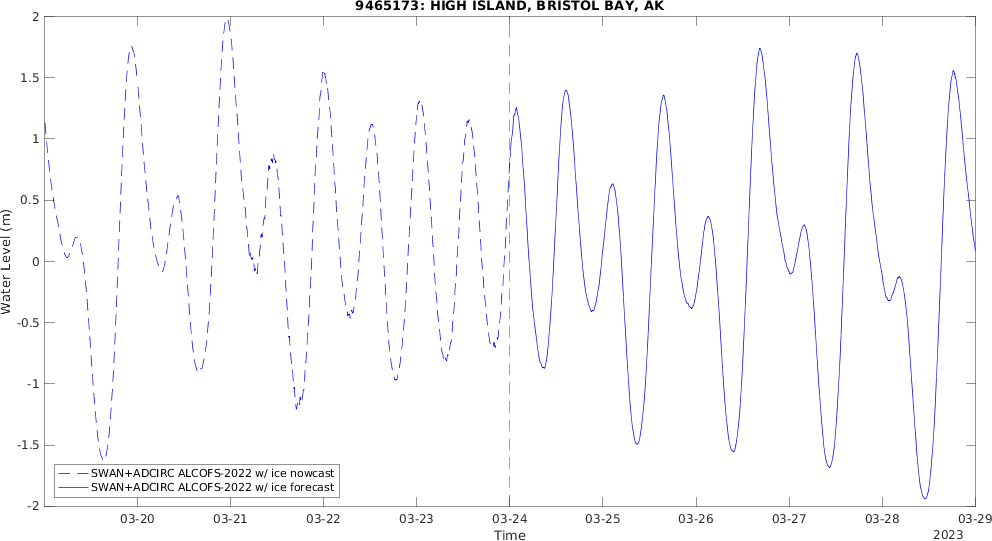 9465173: HIGH ISLAND, BRISTOL BAY, AK
2
1.5
1
0.5
0
-0.5
-1
-1.5
-2
Water Level (m)
SWAN+ADCIRC ALCOFS-2022 w/ ice nowcast
SWAN+ADCIRC ALCOFS-2022 w/ ice forecast
03-20 03-21 03-22 03-23 03-24 03-25 03-26 03-27 03-28 03-29
Time
2023